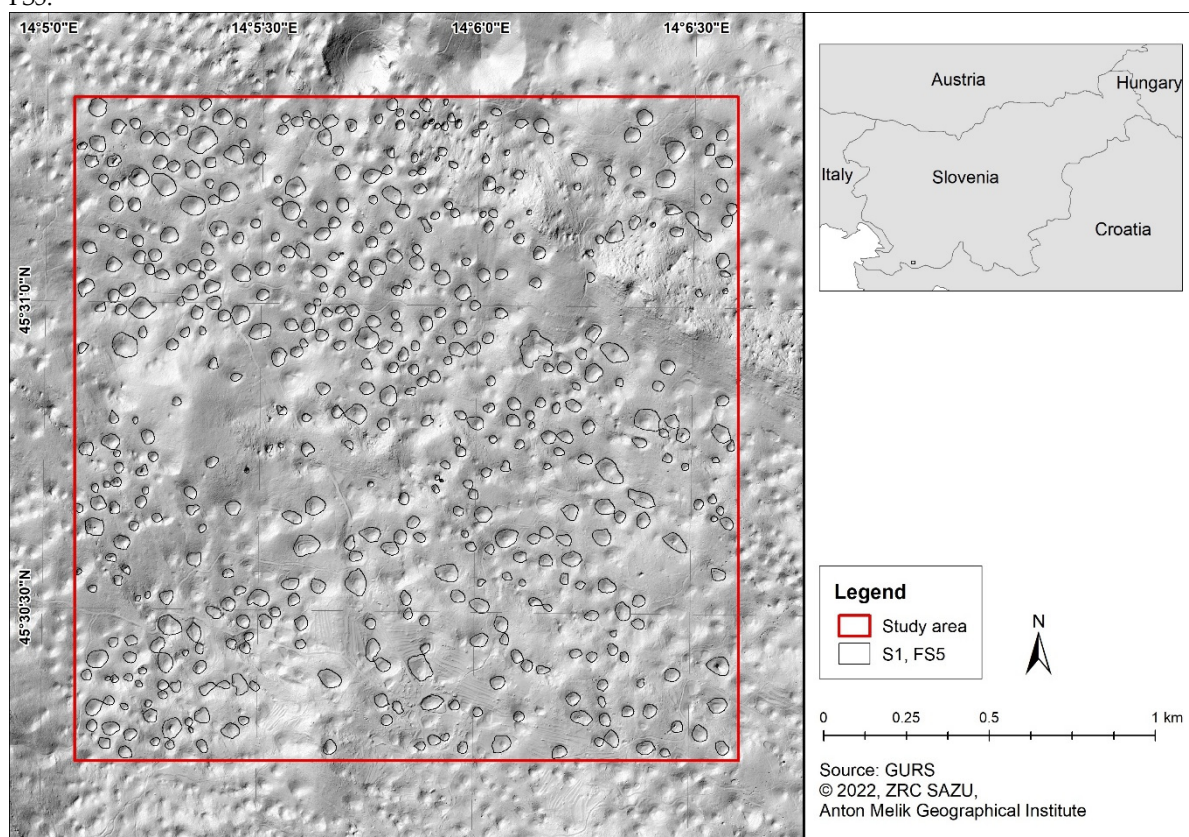 FS5.
14°5'0"E
14°5'30"E
14°6'0"E
14°6'30"E
45°31'0"N
45°30'30"N
Austria
Hungary
Italy
Slovenia
Croatia
Legend
Study area
S1, FS5
N
0 0.25 0.5 1 km
Source: GURS
© 2022, ZRC SAZU,
Anton Melik Geographical Institute